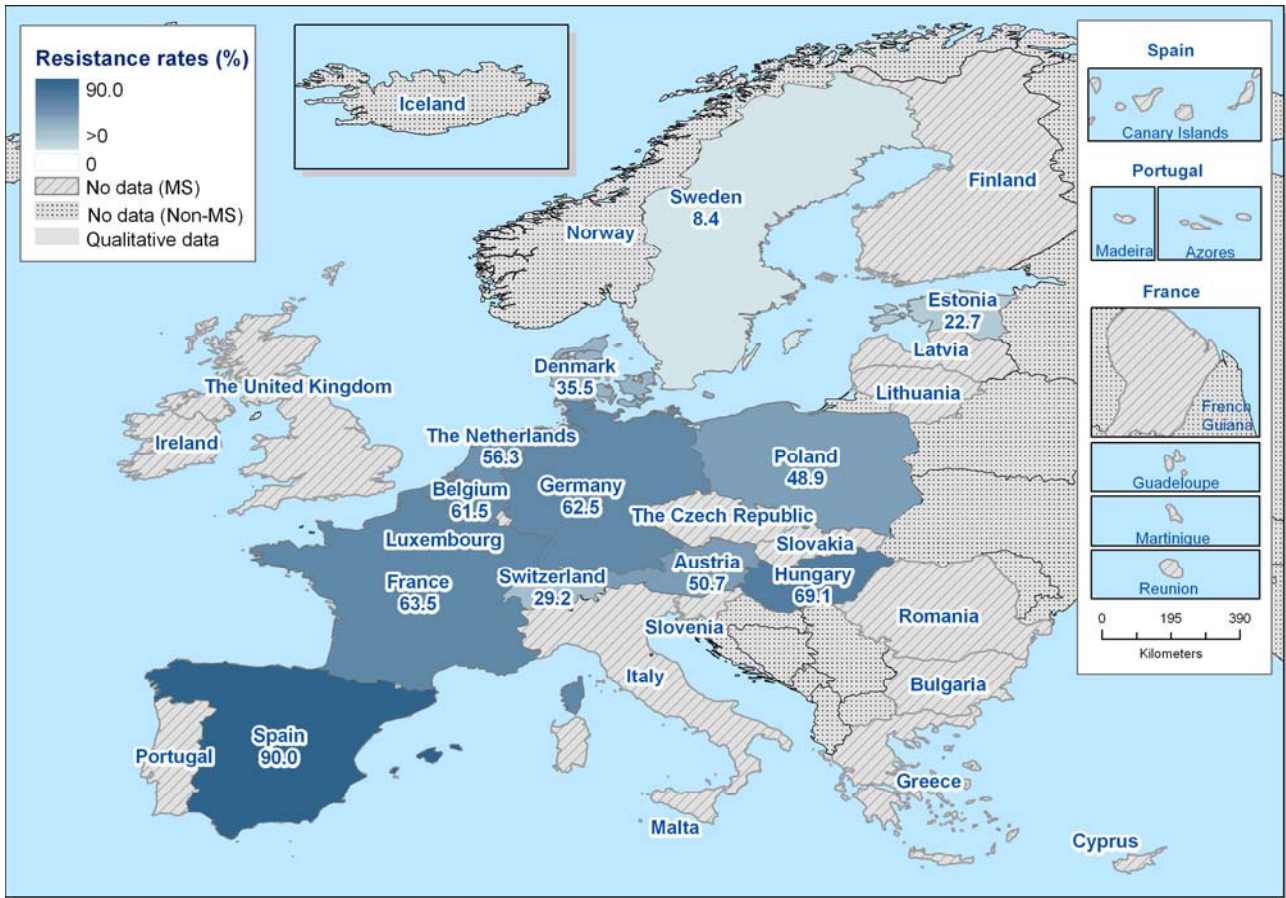 Resistance rates (%)
90.0
>0
0
No data (MS)
No data (Non-MS)
Qualitative data
Iceland
Sweden
8.4
Finland
Norway
Estonia
22.7
Latvia
Lithuania
Denmark
35.5
The United Kingdom
Ireland
The Netherlands
56.3
Belgium
61.5
Germany
62.5
Poland
48.9
The Czech Republic
Luxembourg
Slovakia
France
63.5
Switzerland
29.2
Austria
50.7
Hungary
69.1
Slovenia
Romania
Italy
Bulgaria
Portugal
Spain
90.0
Greece
Malta
Cyprus
Spain
Canary Islands
Portugal
Madeira
Azores
France
French
Guiana
Guadeloupe
Martinique
Reunion
0 195 390
Kilometers